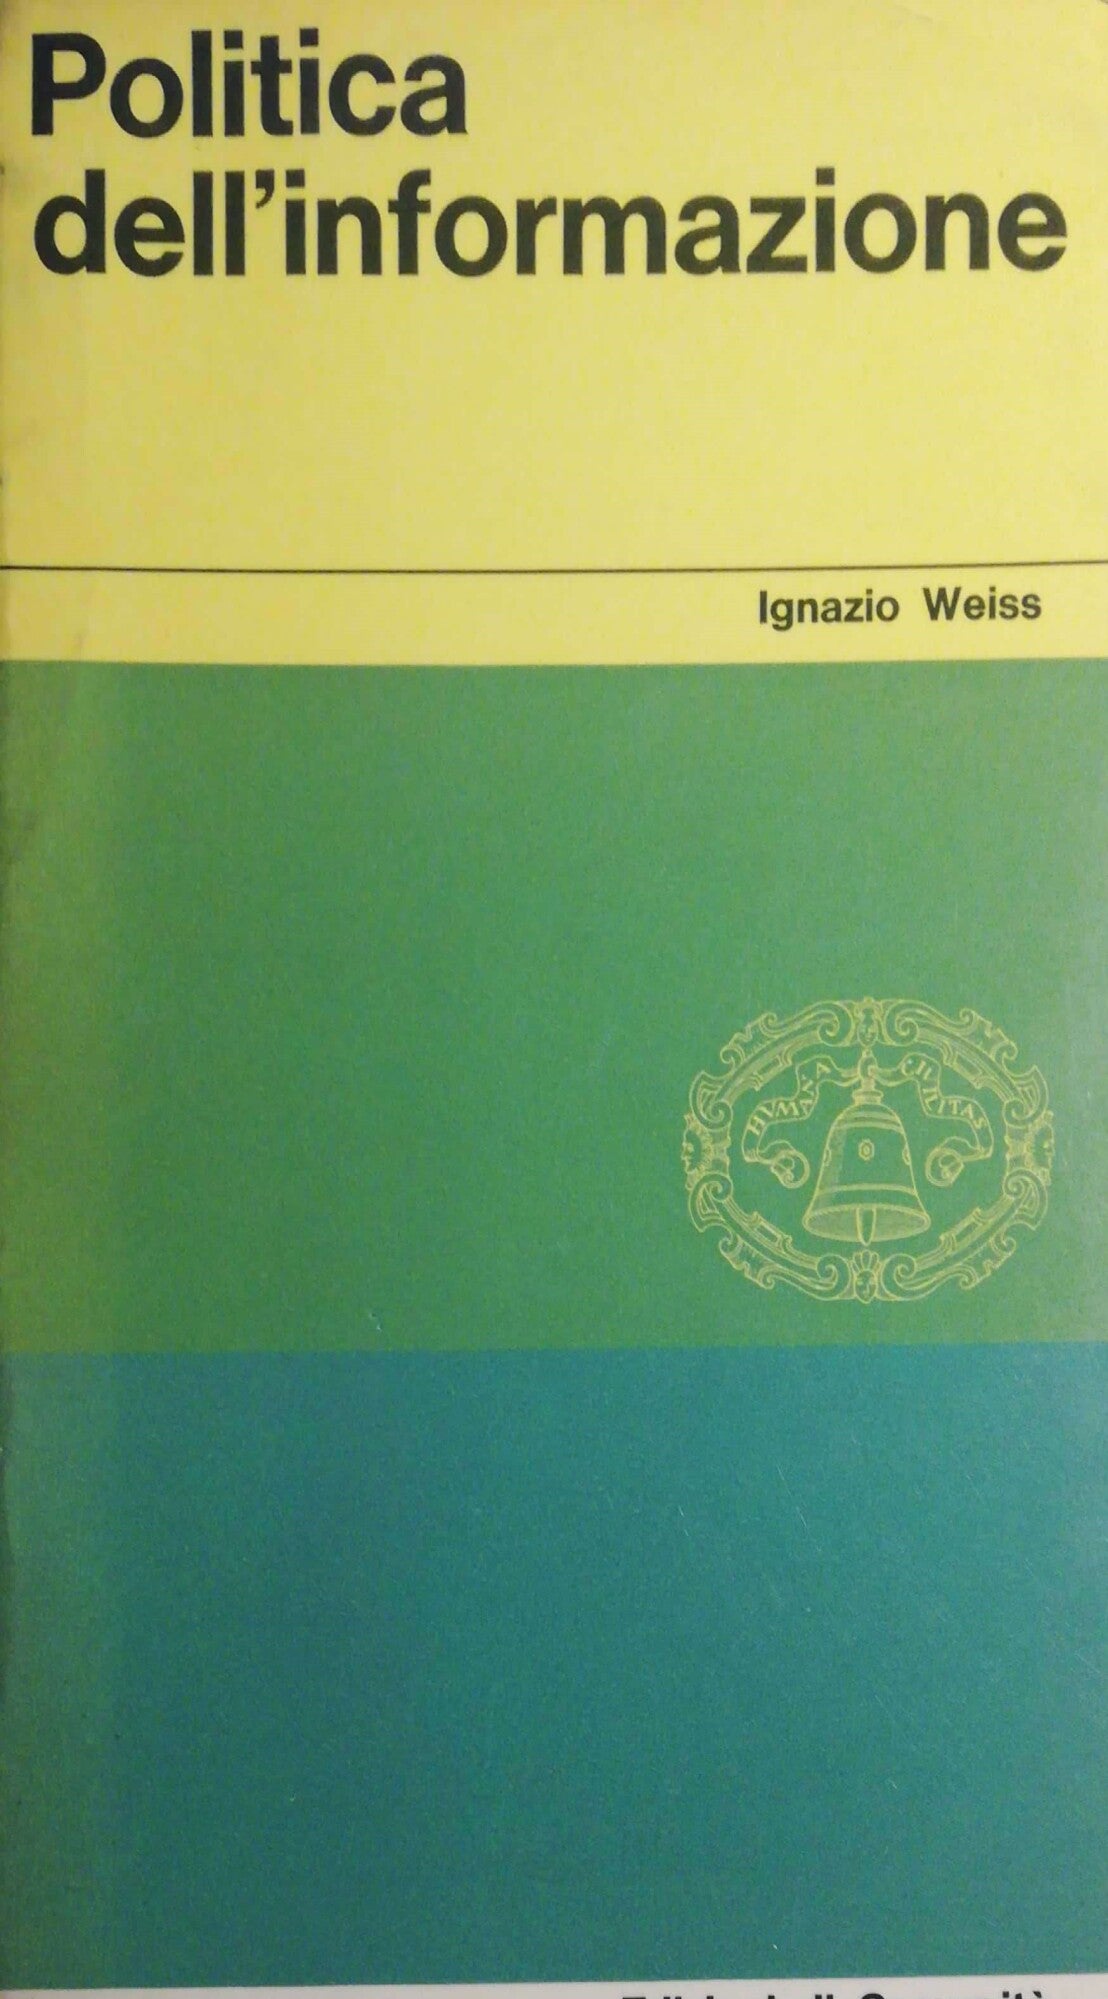 Politica
dell'informazione
Ignazio Weiss
HVMANA CIVILITAS